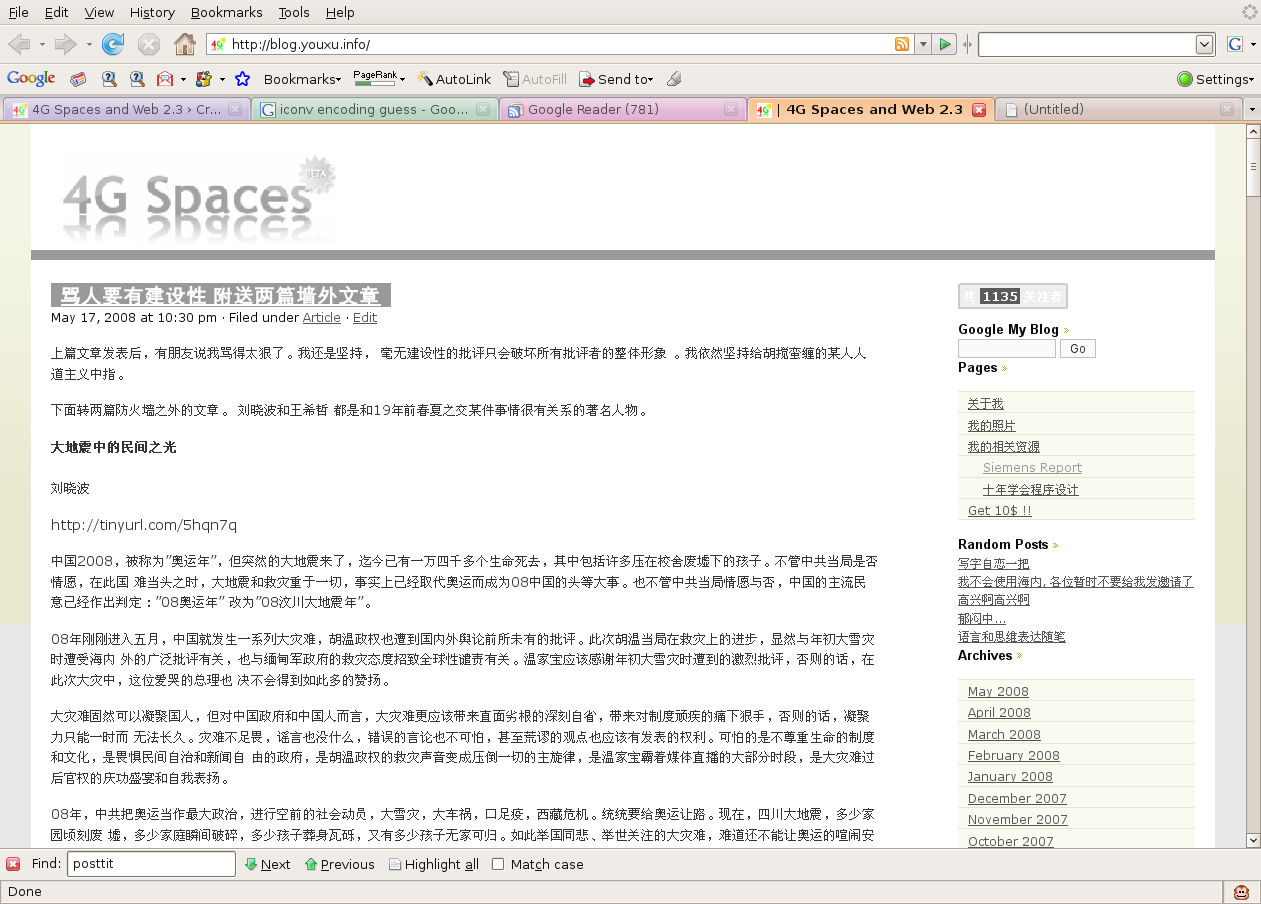 File Edit View History Bookmarks Tools Help
http://blog.youxu.info/
G
Google Bookmarks PageRank AutoLink AutoFill Send to Settings
4G Spaces and Web 2.3 › Cr... iconv encoding guess - Goo... Google Reader (781) | 4G Spaces and Web 2.3 (Untitled)
4G Spaces BETA
骂人要有建设性 附送两篇墙外文章
May 17, 2008 at 10:30 pm · Filed under Article · Edit
上篇文章发表后，有朋友说我骂得太狠了。我还是坚持， 毫无建设性的批评只会破坏所有批评者的整体形象 。我依然坚持给胡搅蛮缠的某人人
道主义中指。
下面转两篇防火墙之外的文章 。 刘晓波和王希哲 都是和19年前春夏之交某件事情很有关系的著名人物。
大地震中的民间之光
刘晓波
http://tinyurl.com/5hqn7q
中国2008，被称为”奥运年”，但突然的大地震来了，迄今已有一万四千多个生命死去，其中包括许多压在校舍废墟下的孩子。不管中共当局是否
情愿，在此国 难当头之时，大地震和救灾重于一切，事实上已经取代奥运而成为08中国的头等大事。也不管中共当局情愿与否，中国的主流民
意已经作出判定：”08奥运年” 改为”08汶川大地震年”。
08年刚刚进入五月，中国就发生一系列大灾难，胡温政权也遭到国内外舆论前所未有的批评。此次胡温当局在救灾上的进步，显然与年初大雪灾
时遭受海内 外的广泛批评有关，也与缅甸军政府的救灾态度招致全球性谴责有关。温家宝应该感谢年初大雪灾时遭到的激烈批评，否则的话，在
此次大灾中，这位爱哭的总理也 决不会得到如此多的赞扬。
大灾难固然可以凝聚国人，但对中国政府和中国人而言，大灾难更应该带来直面劣根的深刻自省，带来对制度顽疾的痛下狠手，否则的话，凝聚
力只能一时而 无法长久。灾难不足畏，谣言也没什么，错误的言论也不可怕，甚至荒谬的观点也应该有发表的权利。可怕的是不尊重生命的制度
和文化，是畏惧民间自治和新闻自 由的政府，是胡温政权的救灾声音变成压倒一切的主旋律，是温家宝霸着媒体直播的大部分时段，是大灾难过
后官权的庆功盛宴和自我表扬。
08年，中共把奥运当作最大政治，进行空前的社会动员，大雪灾，大车祸，口足疫，西藏危机。统统要给奥运让路。现在，四川大地震，多少家
园顷刻废 墟，多少家庭瞬间破碎，多少孩子葬身瓦砾，又有多少孩子无家可归。如此举国同悲、举世关注的大灾难，难道还不能让奥运的喧闹安
共 1135 关注者
Google My Blog »
Go
Pages »
关于我
我的照片
我的相关资源
Siemens Report
十年学会程序设计
Get 10$ !!
Random Posts »
写字自恋一把
我不会使用海内, 各位暂时不要给我发邀请了
高兴啊高兴啊
郁闷中...
语言和思维表达随笔
Archives »
May 2008
April 2008
March 2008
February 2008
January 2008
December 2007
November 2007
October 2007
Find: posttit Next Previous Highlight all Match case
Done